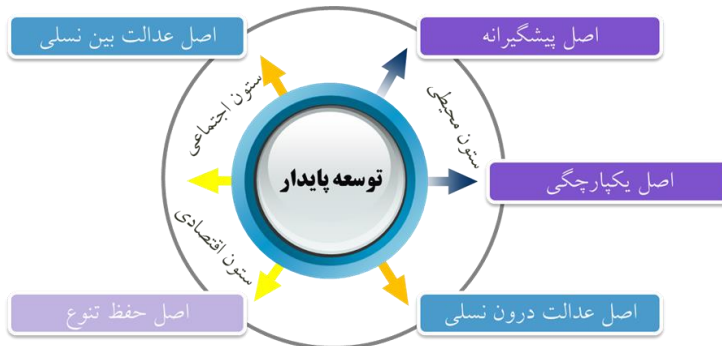 اصل پیشگیرانه
اصل عدالت بین نسلی
ستون محیطی
ستون اجتماعی
توسعه پایدار
اصل یکپارچگی
ستون اقتصادی
اصل عدالت درون نسلی
اصل حفظ تنوع